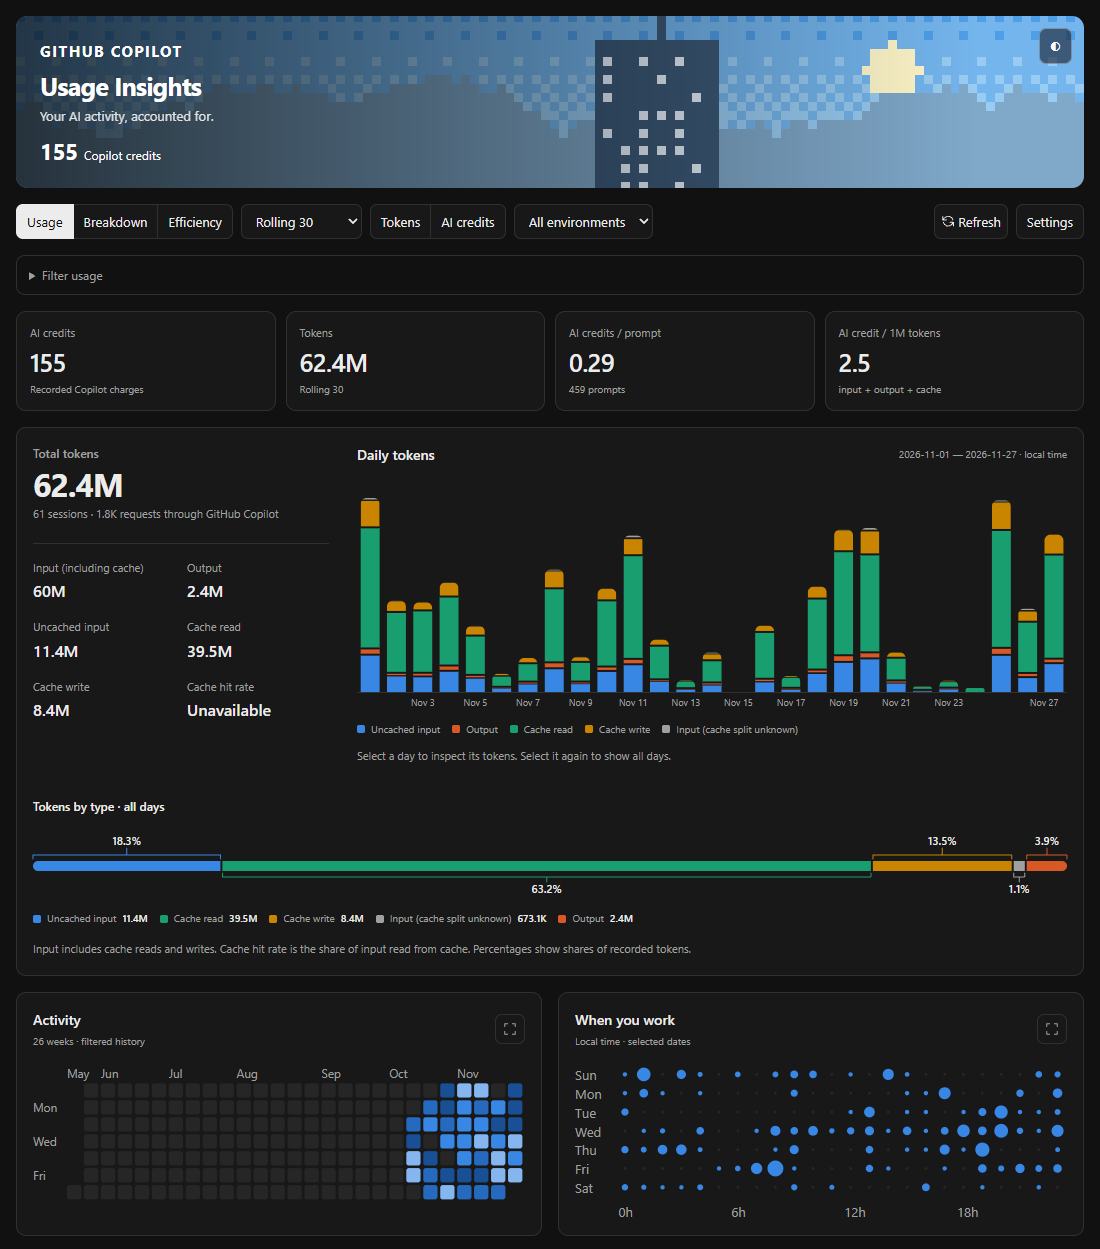 GITHUB COPILOT
Usage Insights
Your AI activity, accounted for.
155 Copilot credits
Usage Breakdown Efficiency Rolling 30 Tokens AI credits All environments Refresh Settings
Filter usage
AI credits
155
Recorded Copilot charges
Tokens
62.4M
Rolling 30
AI credits / prompt
0.29
459 prompts
AI credit / 1M tokens
2.5
input + output + cache
Total tokens
62.4M
61 sessions · 1.8K requests through GitHub Copilot
Input (including cache) Output
60M 2.4M
Uncached input Cache read
11.4M 39.5M
Cache write Cache hit rate
8.4M Unavailable
Daily tokens 2026-11-01 — 2026-11-27 · local time
Nov 3 Nov 5 Nov 7 Nov 9 Nov 11 Nov 13 Nov 15 Nov 17 Nov 19 Nov 21 Nov 23 Nov 27
Uncached input Output Cache read Cache write Input (cache split unknown)
Select a day to inspect its tokens. Select it again to show all days.
Tokens by type · all days
18.3% 13.5% 3.9%
63.2% 1.1%
Uncached input 11.4M Cache read 39.5M Cache write 8.4M Input (cache split unknown) 673.1K Output 2.4M
Input includes cache reads and writes. Cache hit rate is the share of input read from cache. Percentages show shares of recorded tokens.
Activity
26 weeks · filtered history
May Jun Jul Aug Sep Oct Nov
Mon
Wed
Fri
When you work
Local time · selected dates
Sun
Mon
Tue
Wed
Thu
Fri
Sat
0h 6h 12h 18h